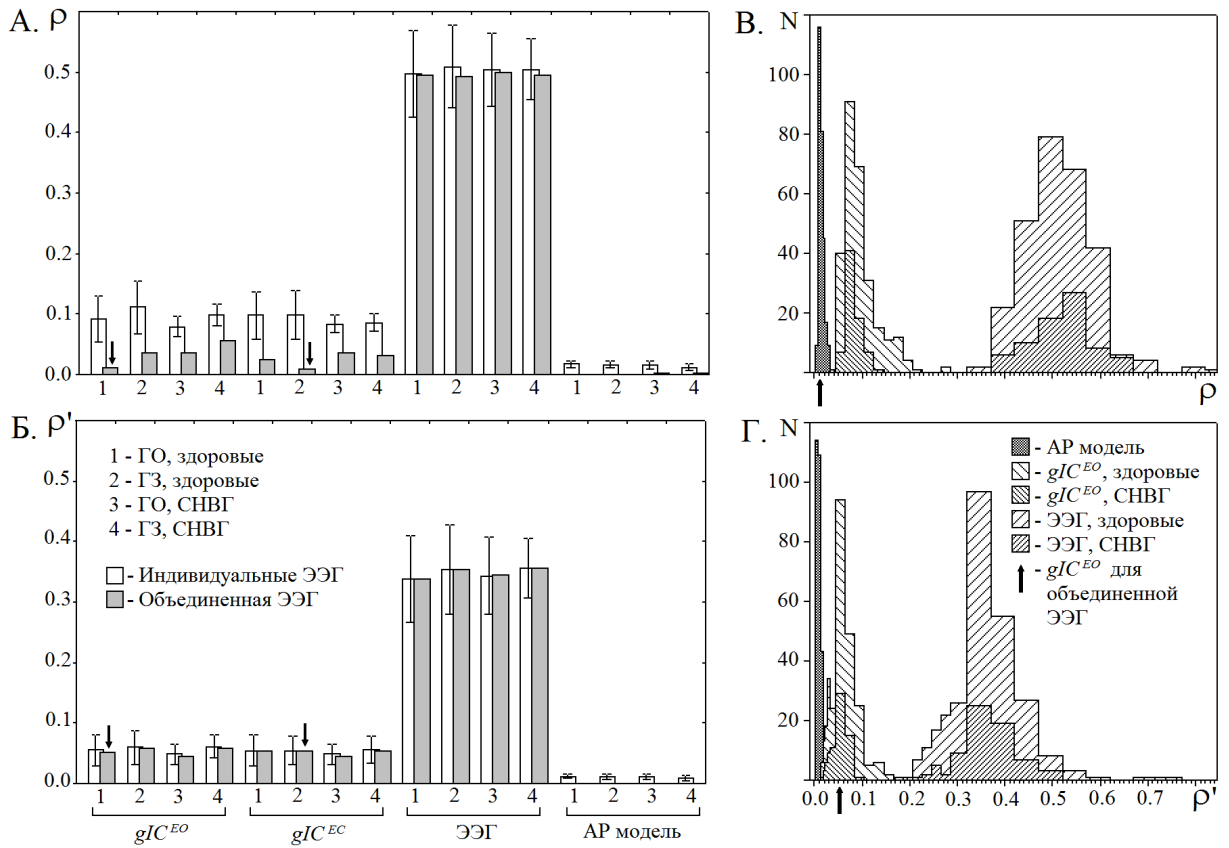 А. ρ
0.5
0.4
0.3
0.2
0.1
0.0
1 2 3 4 1 2 3 4 1 2 3 4 1 2 3 4
Б. ρ'
0.5
0.4
0.3
0.2
0.1
0.0
1 - ГО, здоровые
2 - ГЗ, здоровые
3 - ГО, СНВГ
4 - ГЗ, СНВГ
- Индивидуальные ЭЭГ
- Объединенная ЭЭГ
1 2 3 4 1 2 3 4 1 2 3 4 1 2 3 4
gIC^EO gIC^EC ЭЭГ АР модель
В. N
100
80
60
40
20
ρ
Г. N
100
80
60
40
20
- АР модель
- gIC^EO, здоровые
- gIC^EO, СНВГ
- ЭЭГ, здоровые
- ЭЭГ, СНВГ
- gIC^EO для
объединенной
ЭЭГ
0.0 0.1 0.2 0.3 0.4 0.5 0.6 0.7 ρ'